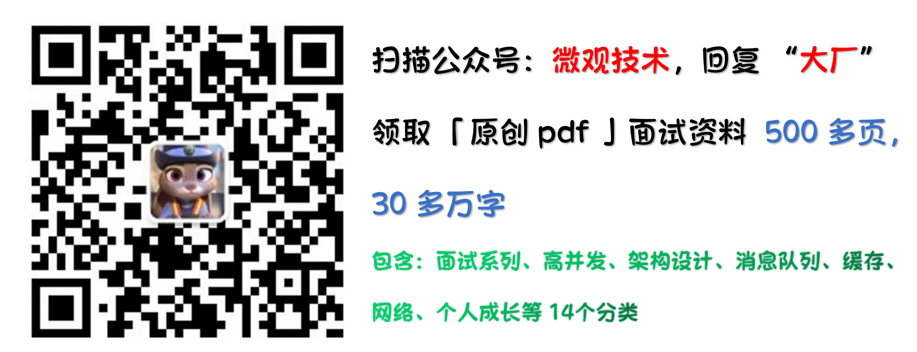 扫描公众号：微观技术，回复 “大厂”
领取「原创 pdf 」面试资料 500 多页，
30 多万字
包含：面试系列、高并发、架构设计、消息队列、缓存、
网络、个人成长等 14个分类